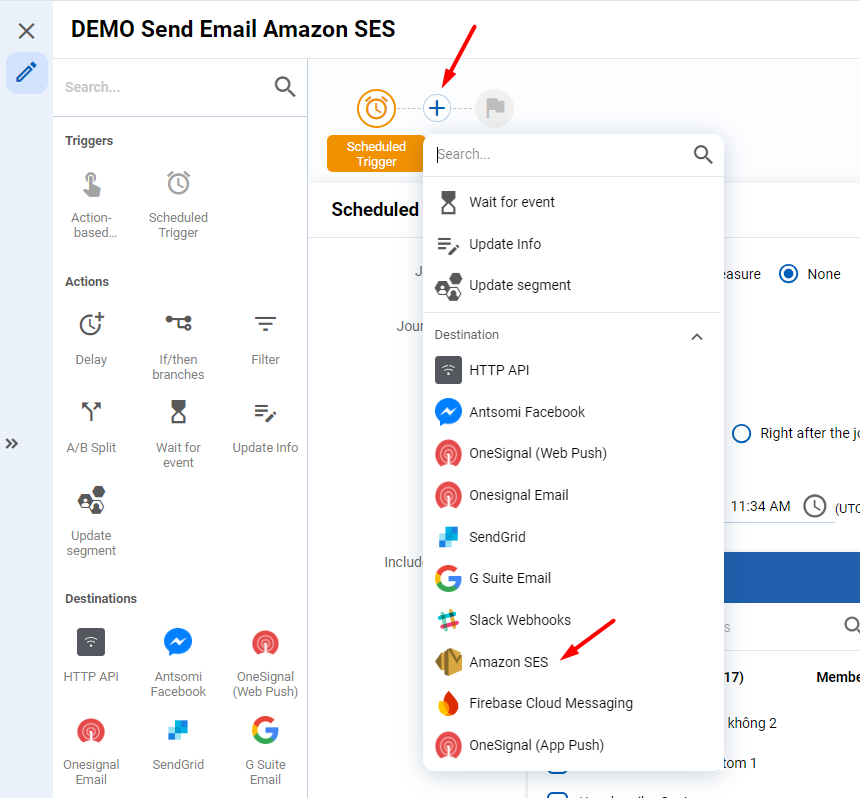 DEMO Send Email Amazon SES
Search...
Triggers
Action-
based...
Scheduled
Trigger
Actions
Delay
If/then
branches
Filter
A/B Split
Wait for
event
Update Info
Update
segment
Destinations
HTTP API
Antsomi
Facebook
OneSignal
(Web Push)
Onesignal
Email
SendGrid
G Suite
Email
Scheduled
Trigger
Search...
Wait for event
Update Info
Update segment
Destination
HTTP API
Antsomi Facebook
OneSignal (Web Push)
Onesignal Email
SendGrid
G Suite Email
Slack Webhooks
Amazon SES
Firebase Cloud Messaging
OneSignal (App Push)
Scheduled
J
Jour
Include
easure
None
Right after the jo
11:34 AM
(UTC
s
17)
Membe
không 2
tom 1